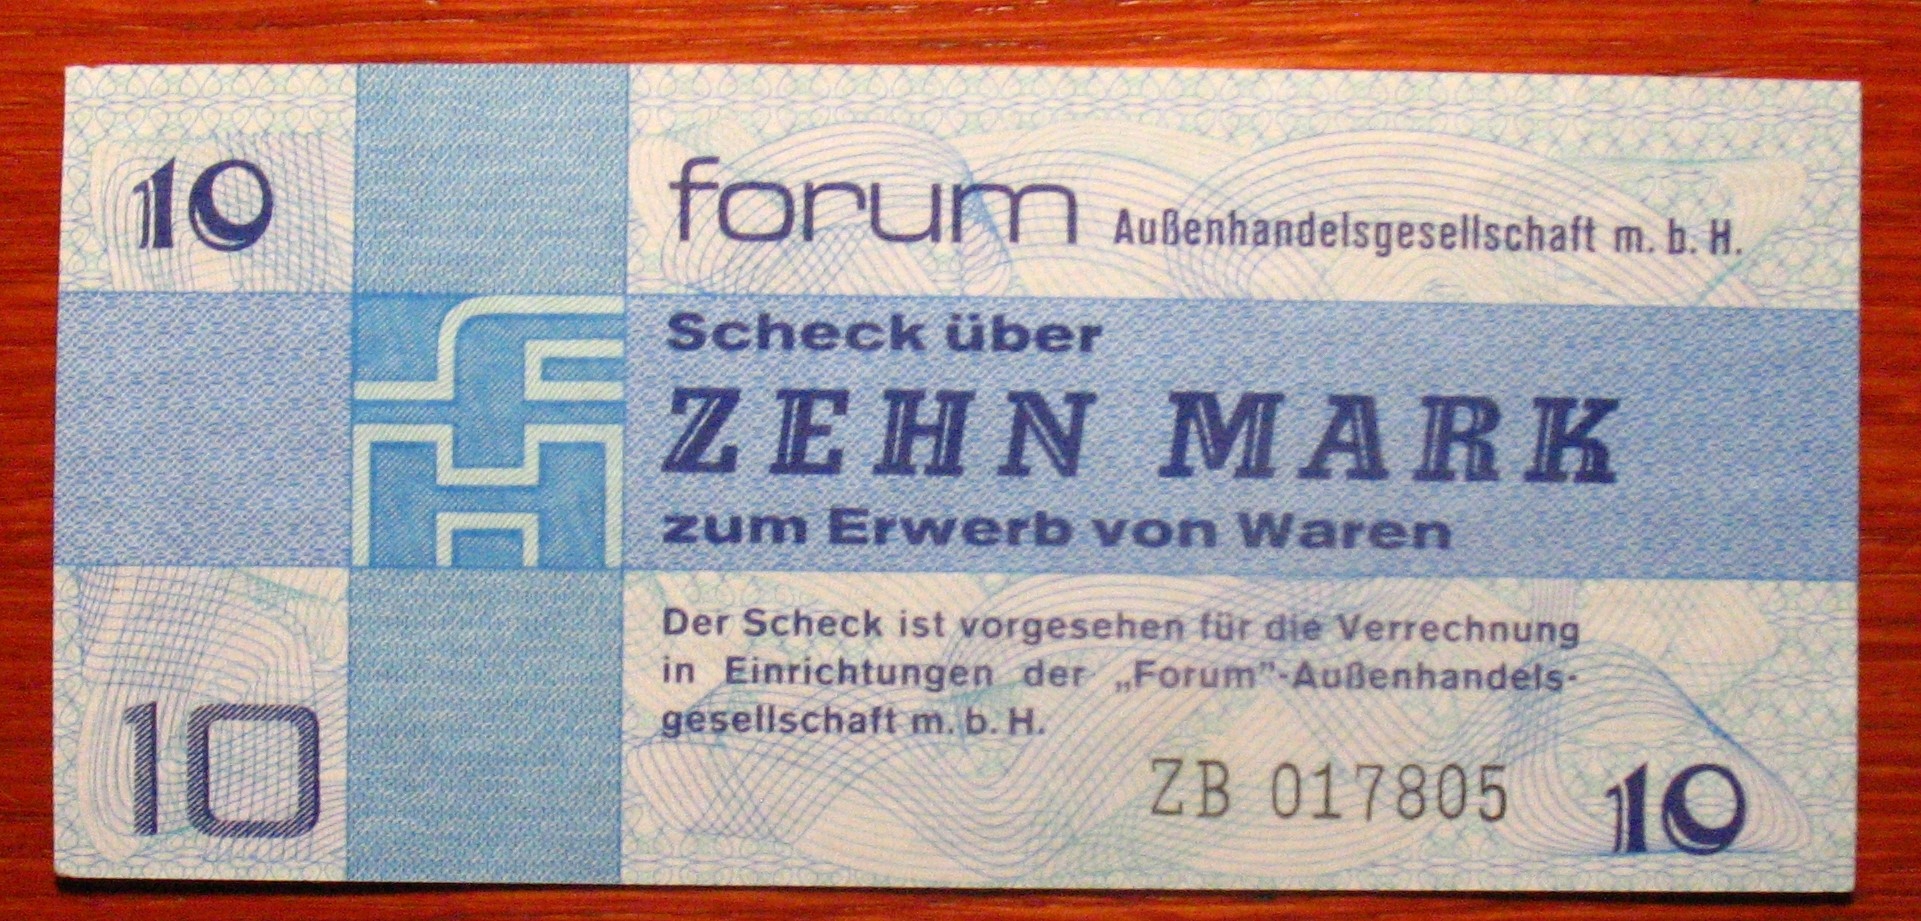 10
forum Außenhandelsgesellschaft m. b. H.
Scheck über
ZEHN MARK
zum Erwerb von Waren
Der Scheck ist vorgesehen für die Verrechnung
in Einrichtungen der „Forum”-Außenhandels-
gesellschaft m. b. H.
10
ZB 017805
10